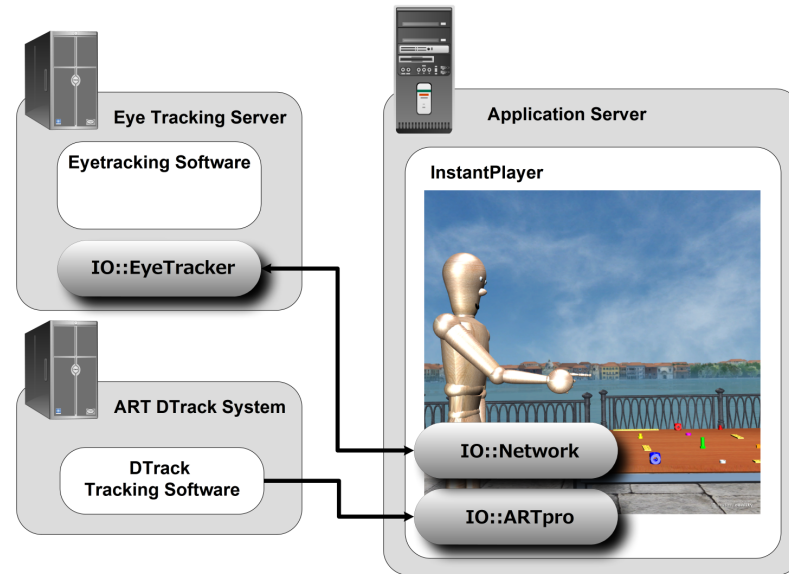 Eye Tracking Server
Eyetracking Software
IO::EyeTracker
ART DTrack System
DTrack
Tracking Software
Application Server
InstantPlayer
IO::Network
IO::ARTpro